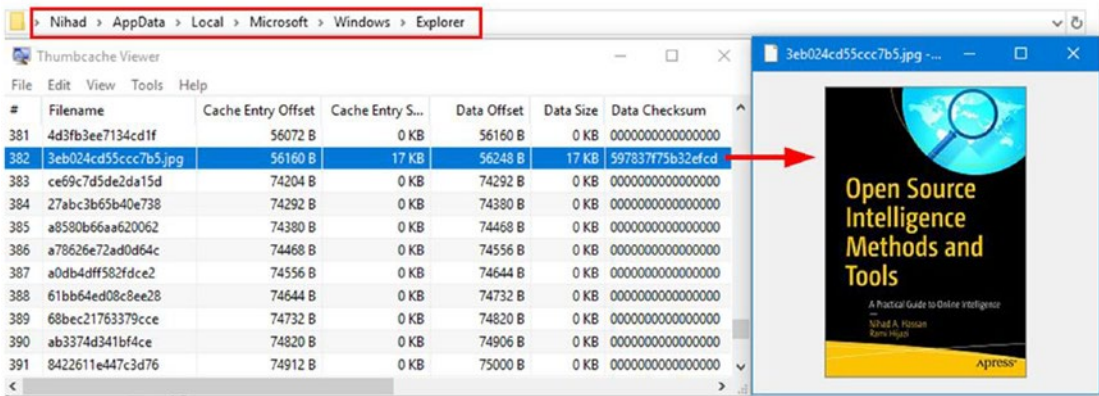 Nihad > AppData > Local > Microsoft > Windows > Explorer
Thumbcache Viewer
File Edit View Tools Help
# Filename Cache Entry Offset Cache Entry S... Data Offset Data Size Data Checksum
381 4d3fb3ee7134cd1f 56072 B 0 KB 56160 B 0 KB 0000000000000000
382 3eb024cd55ccc7b5.jpg 56160 B 17 KB 56248 B 17 KB 597837f75b32efcd
383 ce69c7d5de2da15d 74204 B 0 KB 74292 B 0 KB 0000000000000000
384 27abc3b65b40e738 74292 B 0 KB 74380 B 0 KB 0000000000000000
385 a8580b66aa620062 74380 B 0 KB 74468 B 0 KB 0000000000000000
386 a78626e72ad0d64c 74468 B 0 KB 74556 B 0 KB 0000000000000000
387 a0db4dff582fdce2 74556 B 0 KB 74644 B 0 KB 0000000000000000
388 61bb64ed08c8ee28 74644 B 0 KB 74732 B 0 KB 0000000000000000
389 68bec21763379cce 74732 B 0 KB 74820 B 0 KB 0000000000000000
390 ab3374d341bf4ce 74820 B 0 KB 74906 B 0 KB 0000000000000000
391 8422611e447c3d76 74912 B 0 KB 75000 B 0 KB 0000000000000000
3eb024cd55ccc7b5.jpg -...
Open Source
Intelligence
Methods and
Tools
A Practical Guide to Online Intelligence
Nihad A. Hassan
Rami Hijazi
Apress®